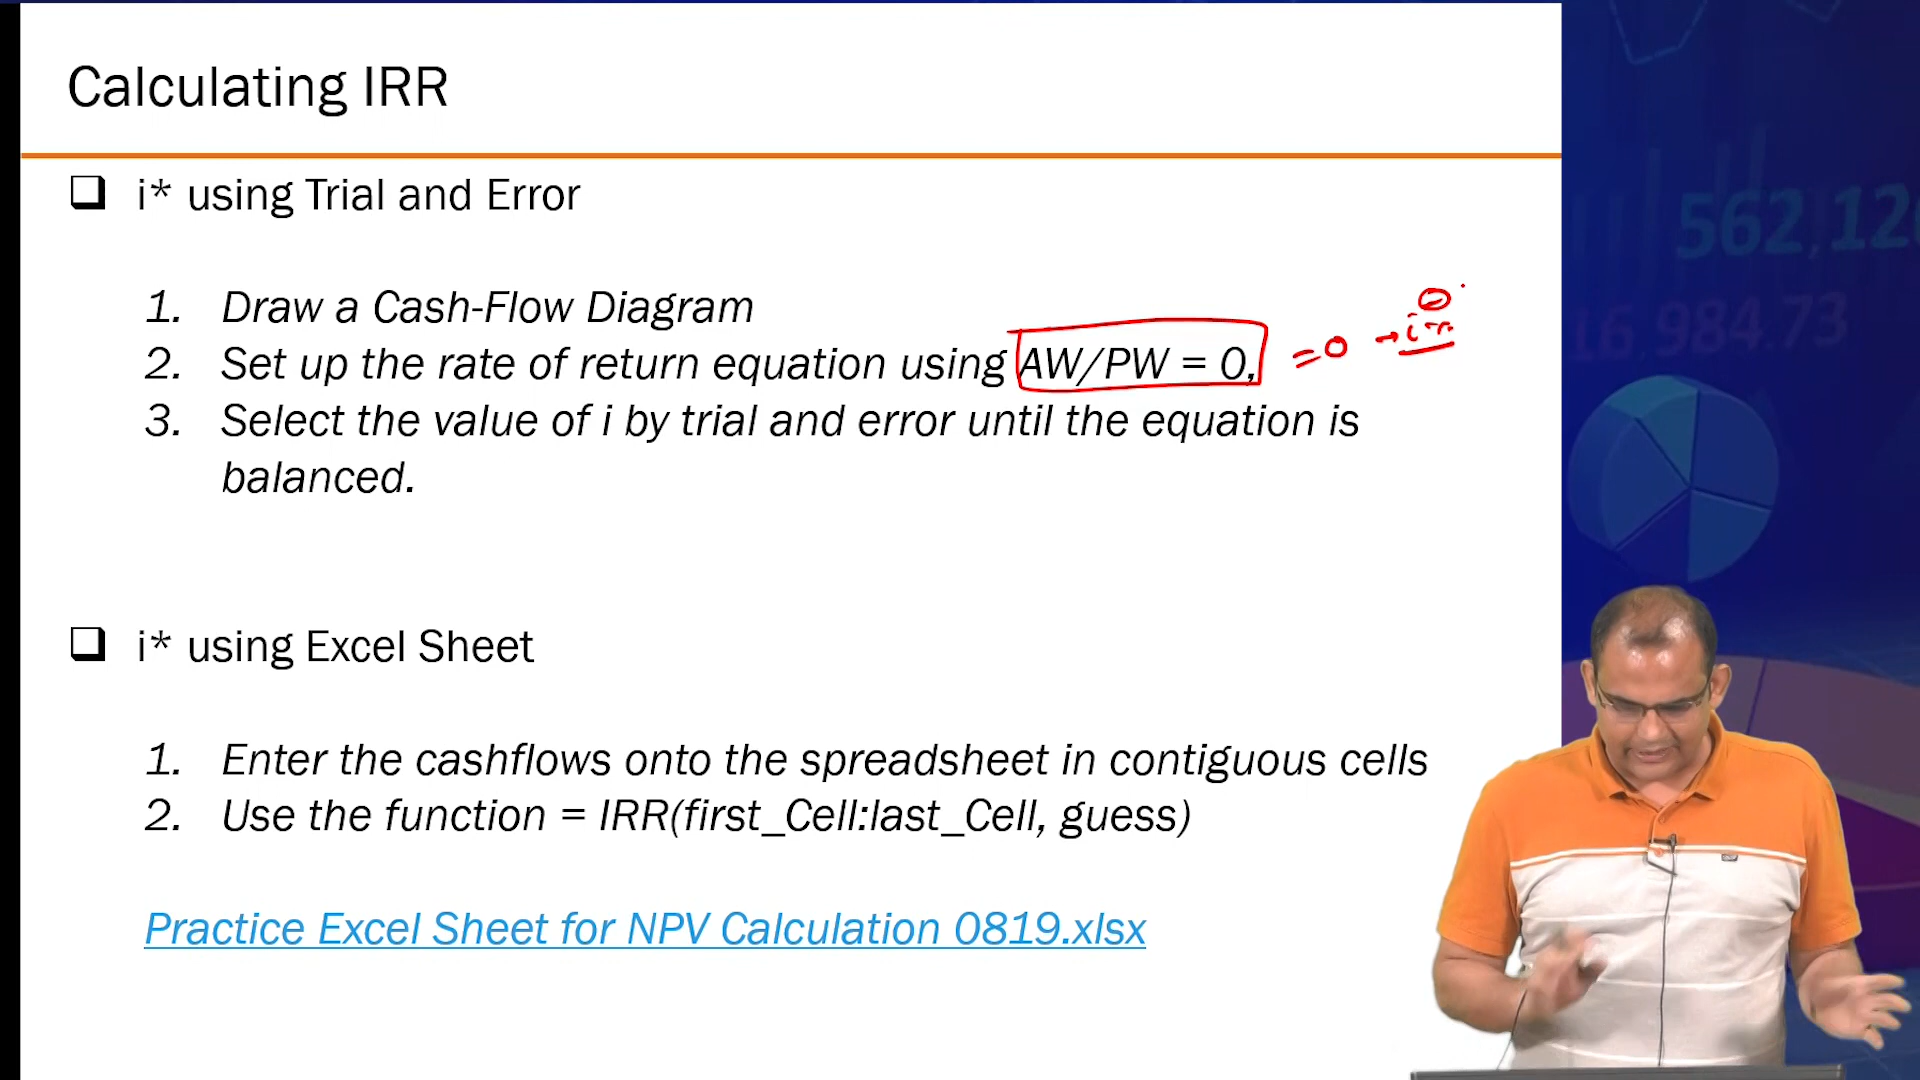 Calculating IRR
❑ i* using Trial and Error
1. Draw a Cash-Flow Diagram
2. Set up the rate of return equation using AW/PW = 0, = 0 → irr
3. Select the value of i by trial and error until the equation is
balanced.
❑ i* using Excel Sheet
1. Enter the cashflows onto the spreadsheet in contiguous cells
2. Use the function = IRR(first_Cell:last_Cell, guess)
Practice Excel Sheet for NPV Calculation 0819.xlsx
562,12
16,984.73